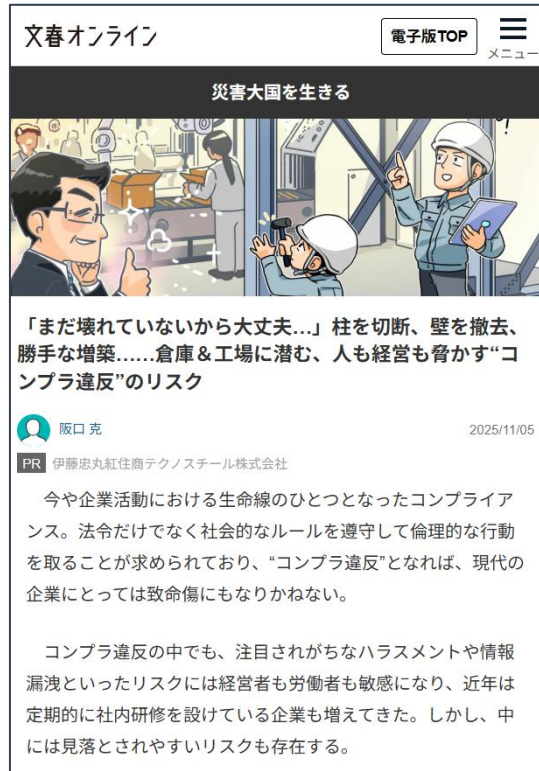 文春オンライン
電子版TOP
メニュー
災害大国を生きる
「まだ壊れていないから大丈夫…」柱を切断、壁を撤去、
勝手な増築……倉庫&工場に潜む、人も経営も脅かす“コ
ンプラ違反”のリスク
阪口 克
2025/11/05
PR 伊藤忠丸紅住商テクノスチール株式会社
今や企業活動における生命線のひとつとなったコンプライア
ンス。法令だけでなく社会的なルールを遵守して倫理的な行動
を取ることが求められており、“コンプラ違反”となれば、現代の
企業にとっては致命傷にもなりかねない。
コンプラ違反の中でも、注目されがちなハラスメントや情報
漏洩といったリスクには経営者も労働者も敏感になり、近年は
定期的に社内研修を設けている企業も増えてきた。しかし、中
には見落とされやすいリスクも存在する。